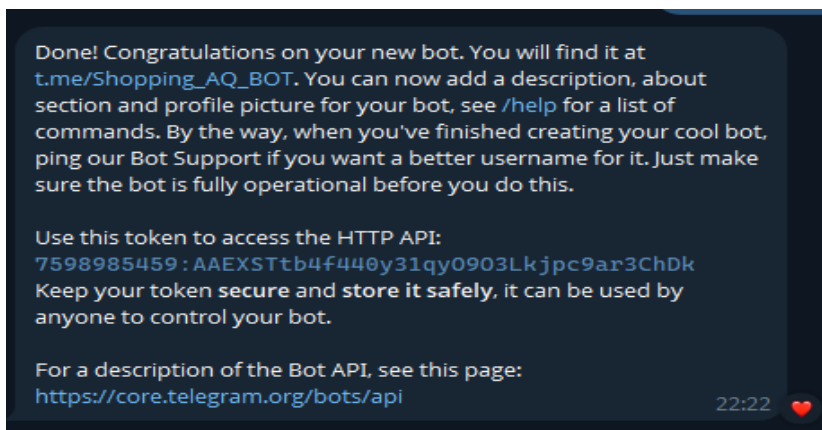 Done! Congratulations on your new bot. You will find it at
t.me/Shopping_AQ_BOT. You can now add a description, about
section and profile picture for your bot, see /help for a list of
commands. By the way, when you've finished creating your cool bot,
ping our Bot Support if you want a better username for it. Just make
sure the bot is fully operational before you do this.
Use this token to access the HTTP API:
7598985459:AAEXSTtb4f440y31qyO9O3Lkjpc9ar3ChDk
Keep your token secure and store it safely, it can be used by
anyone to control your bot.
For a description of the Bot API, see this page:
https://core.telegram.org/bots/api
22:22